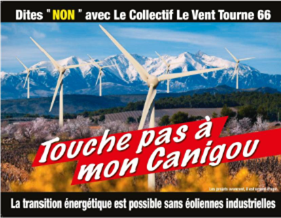 Dites " NON " avec Le Collectif Le Vent Tourne 66
Touche pas à
mon Canigou
La transition énergétique est possible sans éoliennes industrielles